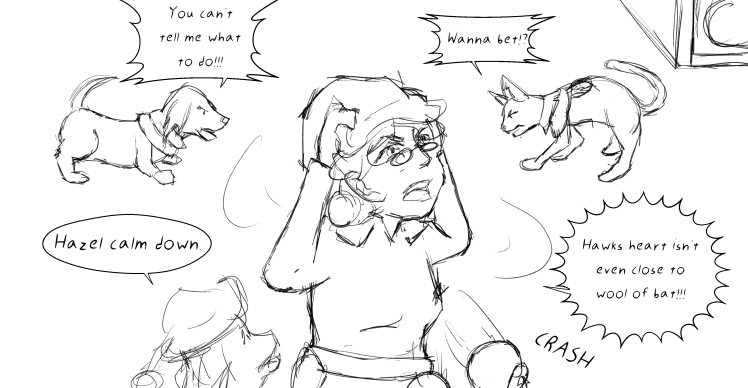 You can't
tell me what
to do!!!
Wanna bet!?
Hazel calm down.
Hawks heart isn't
even close to
wool of bat!!!
CRASH